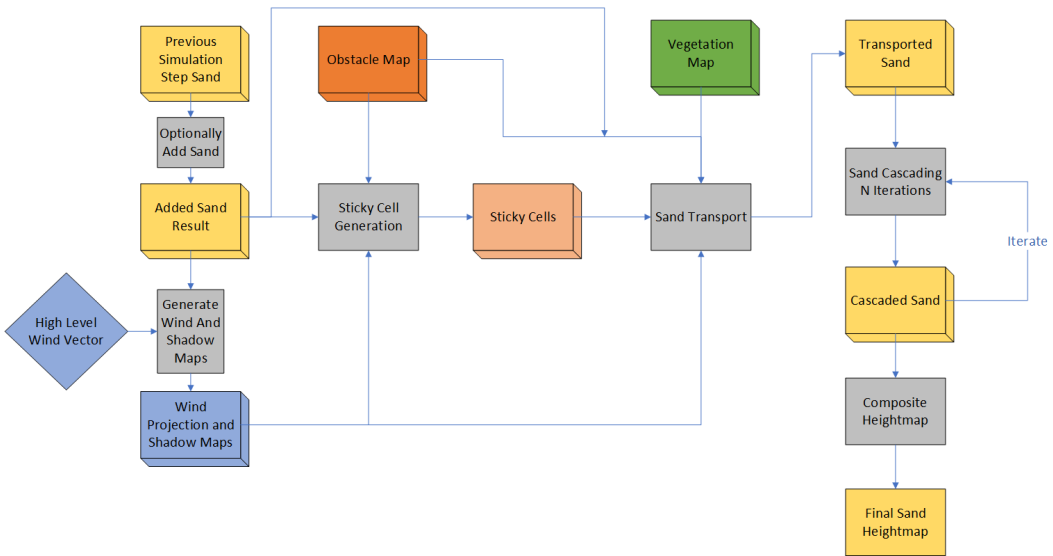 Previous
Simulation
Step Sand
Obstacle Map
Vegetation
Map
Transported
Sand
Optionally
Add Sand
Sand Cascading
N Iterations
Added Sand
Result
Sticky Cell
Generation
Sticky Cells
Sand Transport
Iterate
High Level
Wind Vector
Generate
Wind And
Shadow
Maps
Cascaded Sand
Wind
Projection and
Shadow Maps
Composite
Heightmap
Final Sand
Heightmap